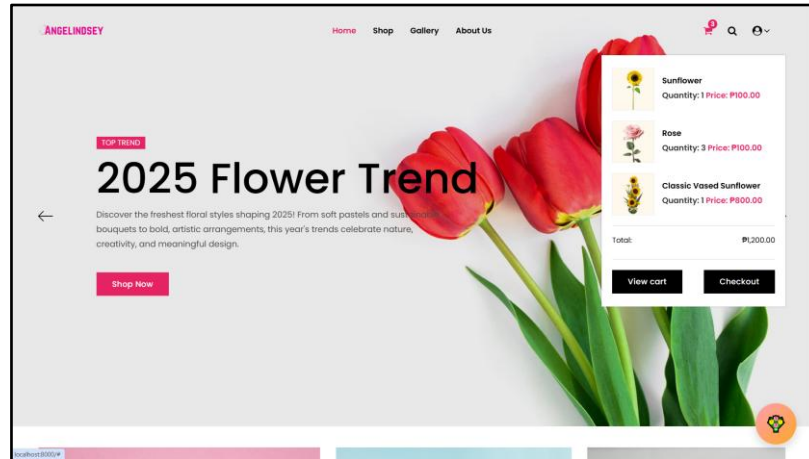 ANGELINDSEY
Home Shop Gallery About Us
3
Sunflower
Quantity: 1 Price: ₱100.00
Rose
Quantity: 3 Price: ₱100.00
Classic Vased Sunflower
Quantity: 1 Price: ₱800.00
Total: ₱1,200.00
View cart Checkout
TOP TREND
2025 Flower Trend
Discover the freshest floral styles shaping 2025! From soft pastels and sustainable
bouquets to bold, artistic arrangements, this year's trends celebrate nature,
creativity, and meaningful design.
Shop Now
localhost:8000/#